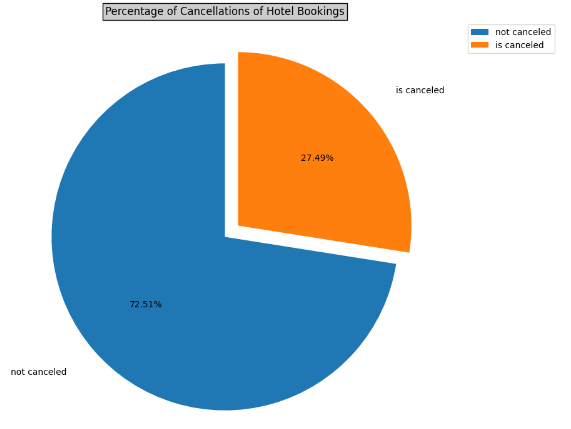 Percentage of Cancellations of Hotel Bookings
not canceled
is canceled
is canceled
27.49%
72.51%
not canceled